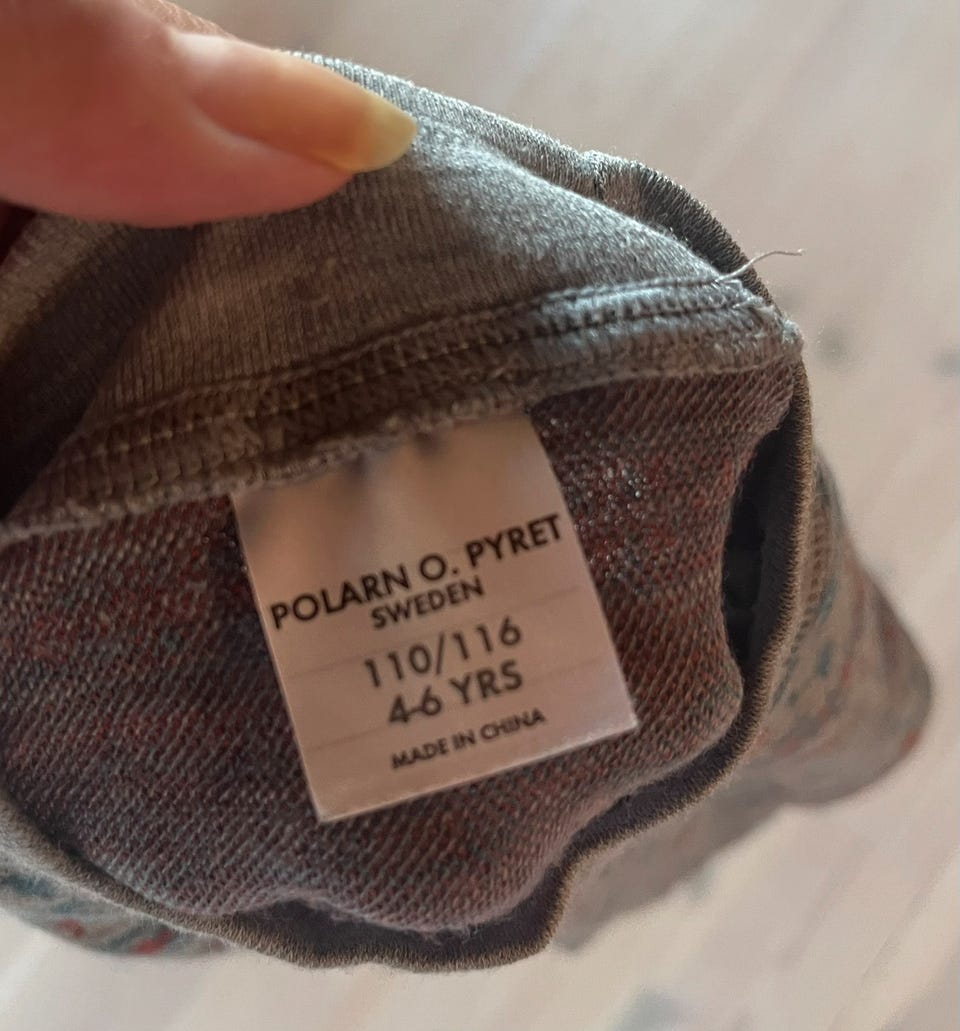 POLARN O. PYRET
SWEDEN
110/116
4-6 YRS
MADE IN CHINA